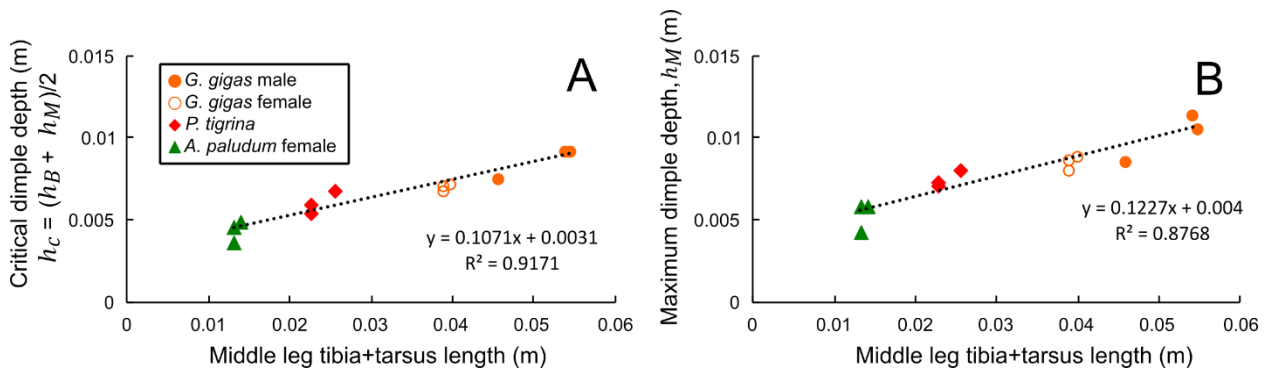 A
Critical dimple depth (m)
h_C = (h_B + h_M)/2
0.015
0.01
0.005
0
G. gigas male
G. gigas female
P. tigrina
A. paludum female
y = 0.1071x + 0.0031
R² = 0.9171
0 0.01 0.02 0.03 0.04 0.05 0.06
Middle leg tibia+tarsus length (m)
B
Maximum dimple depth, h_M (m)
0.015
0.01
0.005
0
y = 0.1227x + 0.004
R² = 0.8768
0 0.01 0.02 0.03 0.04 0.05 0.06
Middle leg tibia+tarsus length (m)